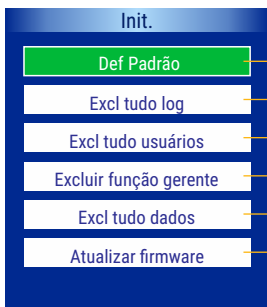 Init.
Def Padrão
Excl tudo log
Excl tudo usuários
Excluir função gerente
Excl tudo dados
Atualizar firmware